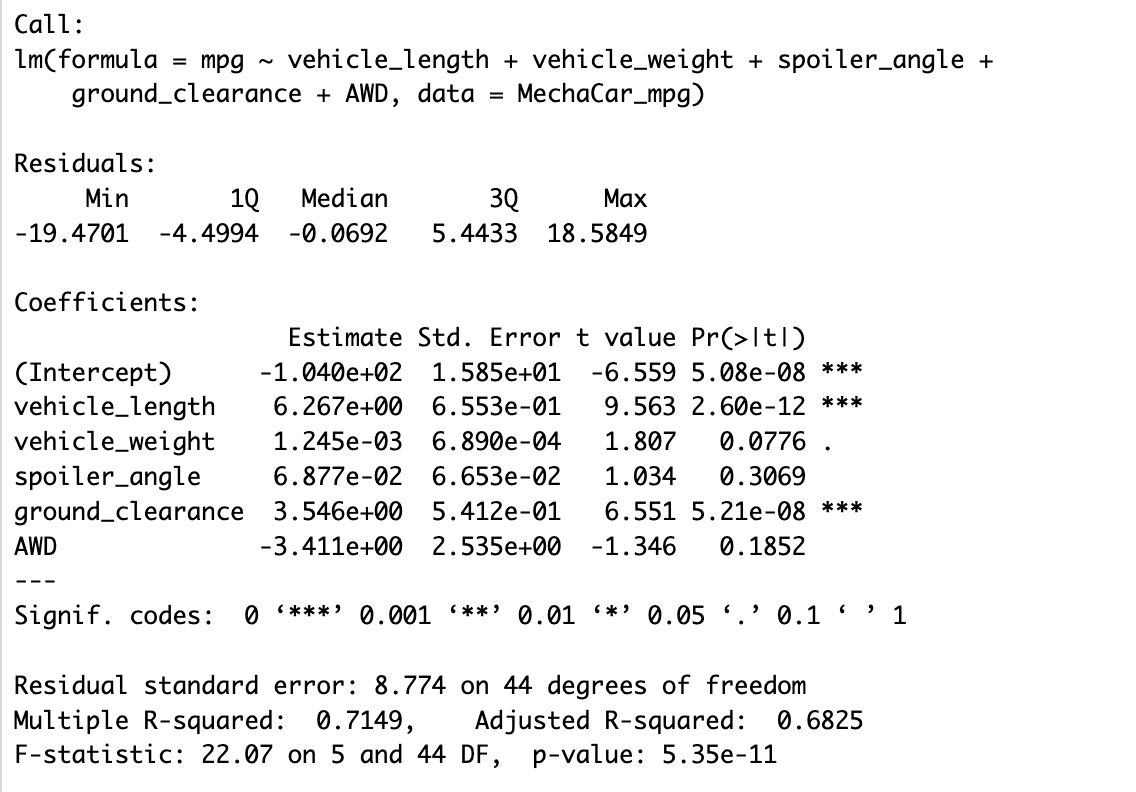 Call:
lm(formula = mpg ~ vehicle_length + vehicle_weight + spoiler_angle +
    ground_clearance + AWD, data = MechaCar_mpg)

Residuals:
     Min       1Q   Median       3Q      Max
-19.4701  -4.4994  -0.0692   5.4433  18.5849

Coefficients:
                   Estimate Std. Error t value Pr(>|t|)
(Intercept)      -1.040e+02  1.585e+01  -6.559 5.08e-08 ***
vehicle_length    6.267e+00  6.553e-01   9.563 2.60e-12 ***
vehicle_weight    1.245e-03  6.890e-04   1.807   0.0776 .
spoiler_angle     6.877e-02  6.653e-02   1.034   0.3069
ground_clearance  3.546e+00  5.412e-01   6.551 5.21e-08 ***
AWD              -3.411e+00  2.535e+00  -1.346   0.1852
---
Signif. codes:  0 ‘***’ 0.001 ‘**’ 0.01 ‘*’ 0.05 ‘.’ 0.1 ‘ ’ 1

Residual standard error: 8.774 on 44 degrees of freedom
Multiple R-squared:  0.7149,    Adjusted R-squared:  0.6825
F-statistic: 22.07 on 5 and 44 DF,  p-value: 5.35e-11